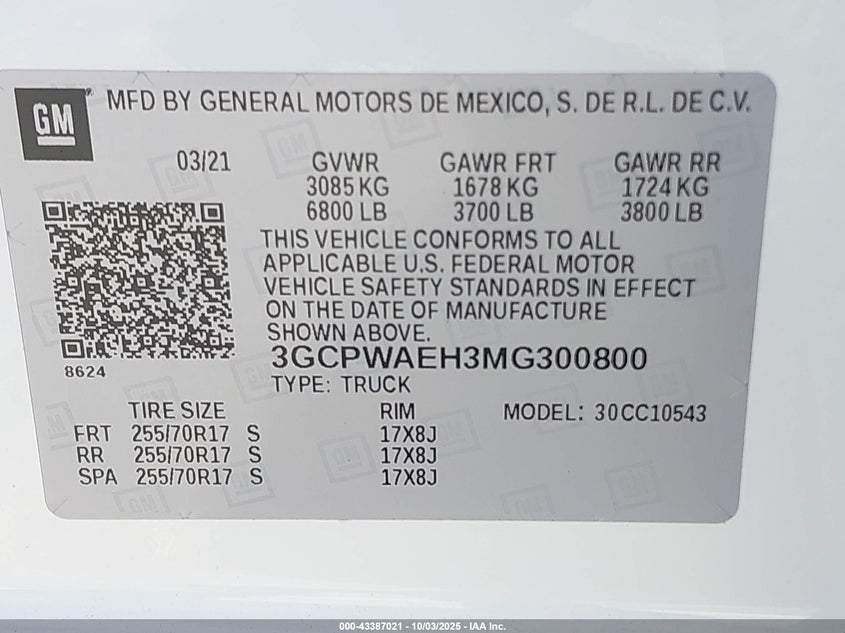 GM
MFD BY GENERAL MOTORS DE MEXICO, S. DE R.L. DE C.V.
03/21 GVWR GAWR FRT GAWR RR
3085 KG 1678 KG 1724 KG
6800 LB 3700 LB 3800 LB
THIS VEHICLE CONFORMS TO ALL
APPLICABLE U.S. FEDERAL MOTOR
VEHICLE SAFETY STANDARDS IN EFFECT
ON THE DATE OF MANUFACTURE
SHOWN ABOVE.
8624
3GCPWAEH3MG300800
TYPE: TRUCK
TIRE SIZE RIM MODEL: 30CC10543
FRT 255/70R17 S 17X8J
RR 255/70R17 S 17X8J
SPA 255/70R17 S 17X8J
000-43387021 - 10/03/2025 - IAA Inc.